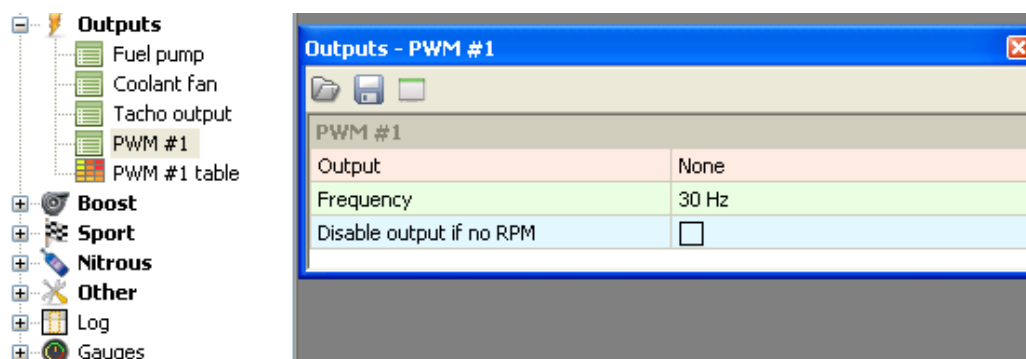 Outputs
Fuel pump
Coolant fan
Tacho output
PWM #1
PWM #1 table
Boost
Sport
Nitrous
Other
Log
Gauges
Outputs - PWM #1
PWM #1
Output None
Frequency 30 Hz
Disable output if no RPM